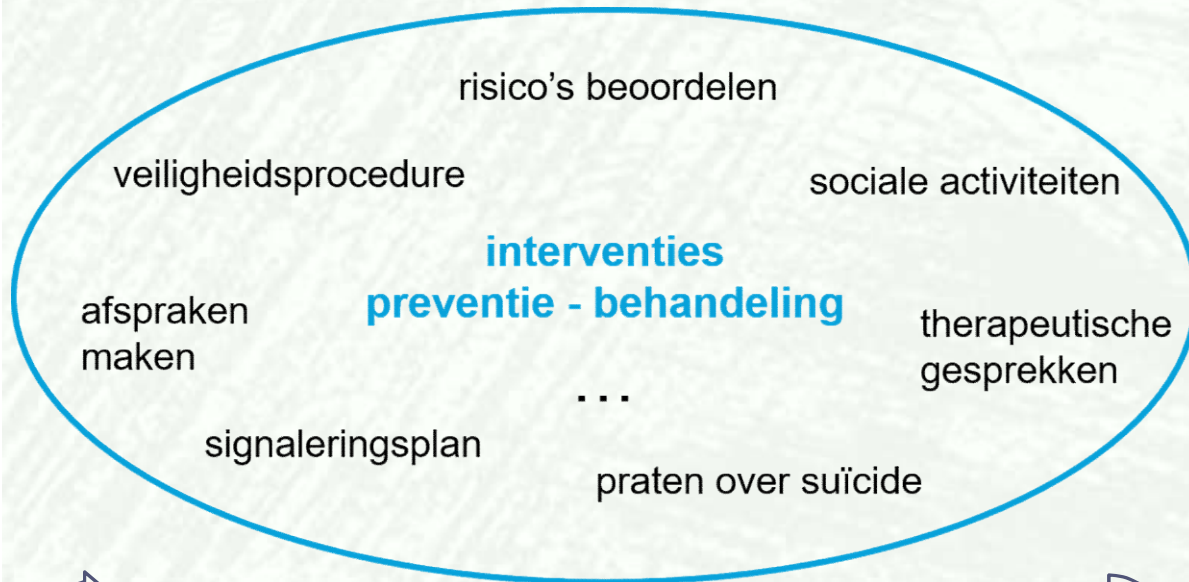 risico's beoordelen
veiligheidsprocedure
sociale activiteiten
interventies
preventie - behandeling
afspraken
maken
therapeutische
gesprekken
...
signaleringsplan
praten over suïcide